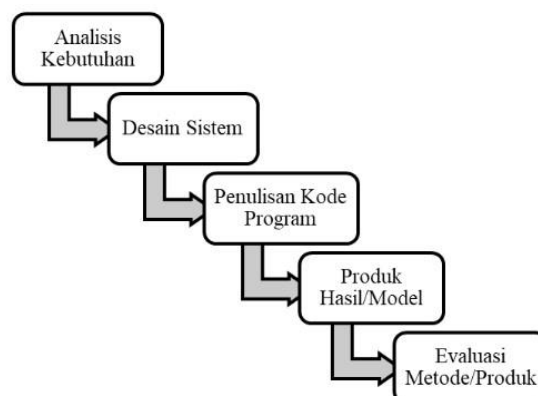 Analisis
Kebutuhan
Desain Sistem
Penulisan Kode
Program
Produk
Hasil/Model
Evaluasi
Metode/Produk